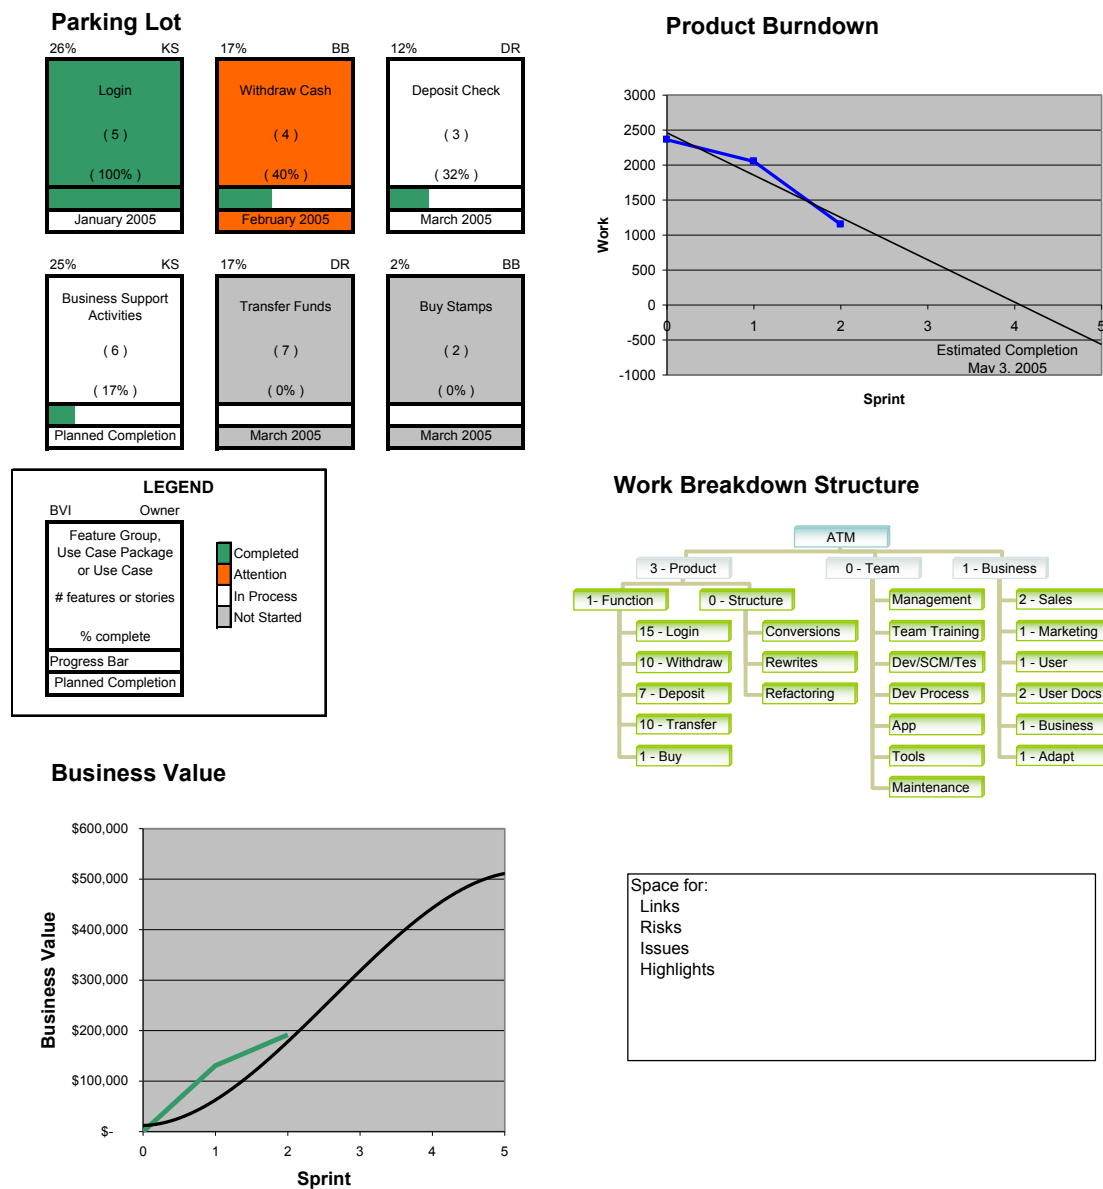 Parking Lot
26% KS
Login
( 5 )
( 100% )
January 2005
17% BB
Withdraw Cash
( 4 )
( 40% )
February 2005
12% DR
Deposit Check
( 3 )
( 32% )
March 2005
25% KS
Business Support
Activities
( 6 )
( 17% )
Planned Completion
17% DR
Transfer Funds
( 7 )
( 0% )
March 2005
2% BB
Buy Stamps
( 2 )
( 0% )
March 2005
LEGEND
BVI Owner
Feature Group,
Use Case Package
or Use Case
# features or stories
% complete
Progress Bar
Planned Completion
Completed
Attention
In Process
Not Started
Product Burndown
3000
2500
2000
1500
1000
500
0
-500
-1000
Work
0 1 2 3 4 5
Estimated Completion
May 3, 2005
Sprint
Work Breakdown Structure
ATM
3 - Product
0 - Team
1 - Business
1- Function
0 - Structure
15 - Login
10 - Withdraw
7 - Deposit
10 - Transfer
1 - Buy
Conversions
Rewrites
Refactoring
Management
Team Training
Dev/SCM/Tes
Dev Process
App
Tools
Maintenance
2 - Sales
1 - Marketing
1 - User
2 - User Docs
1 - Business
1 - Adapt
Business Value
$600,000
$500,000
$400,000
$300,000
$200,000
$100,000
$-
Business Value
0 1 2 3 4 5
Sprint
Space for:
Links
Risks
Issues
Highlights